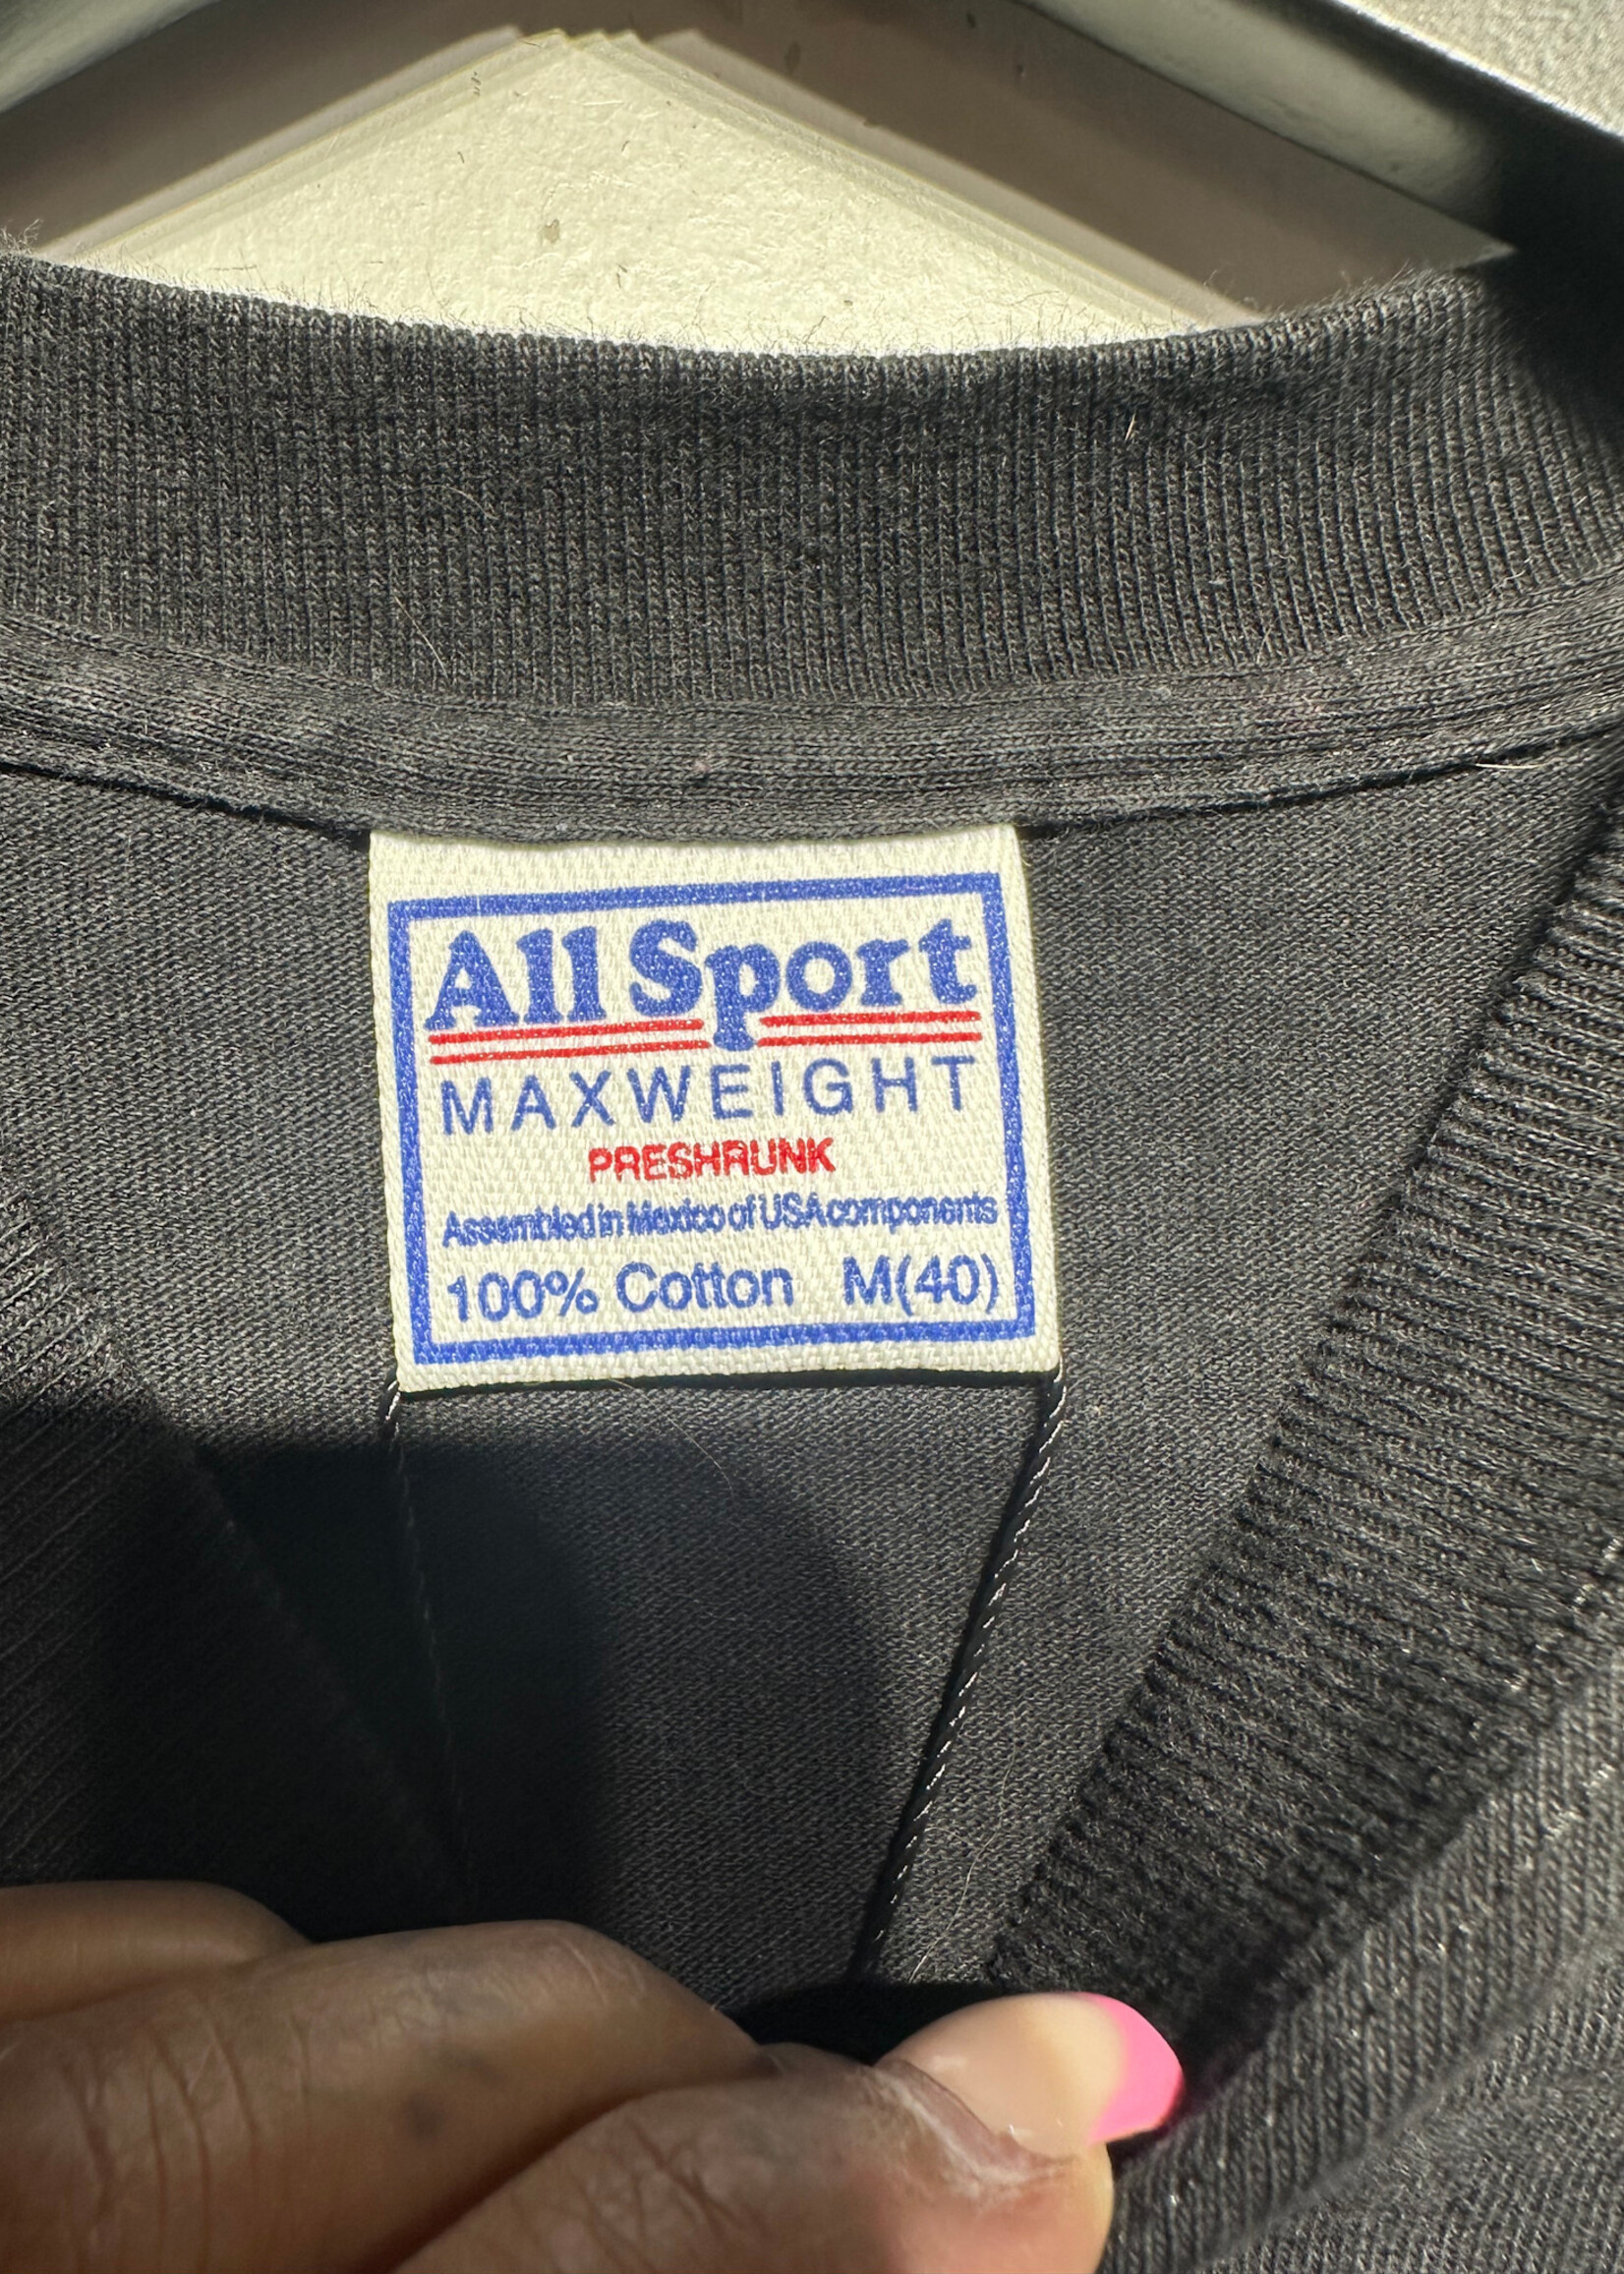 All Sport
MAXWEIGHT
PRESHRUNK
Assembled in Mexico of USA components
100% Cotton M(40)